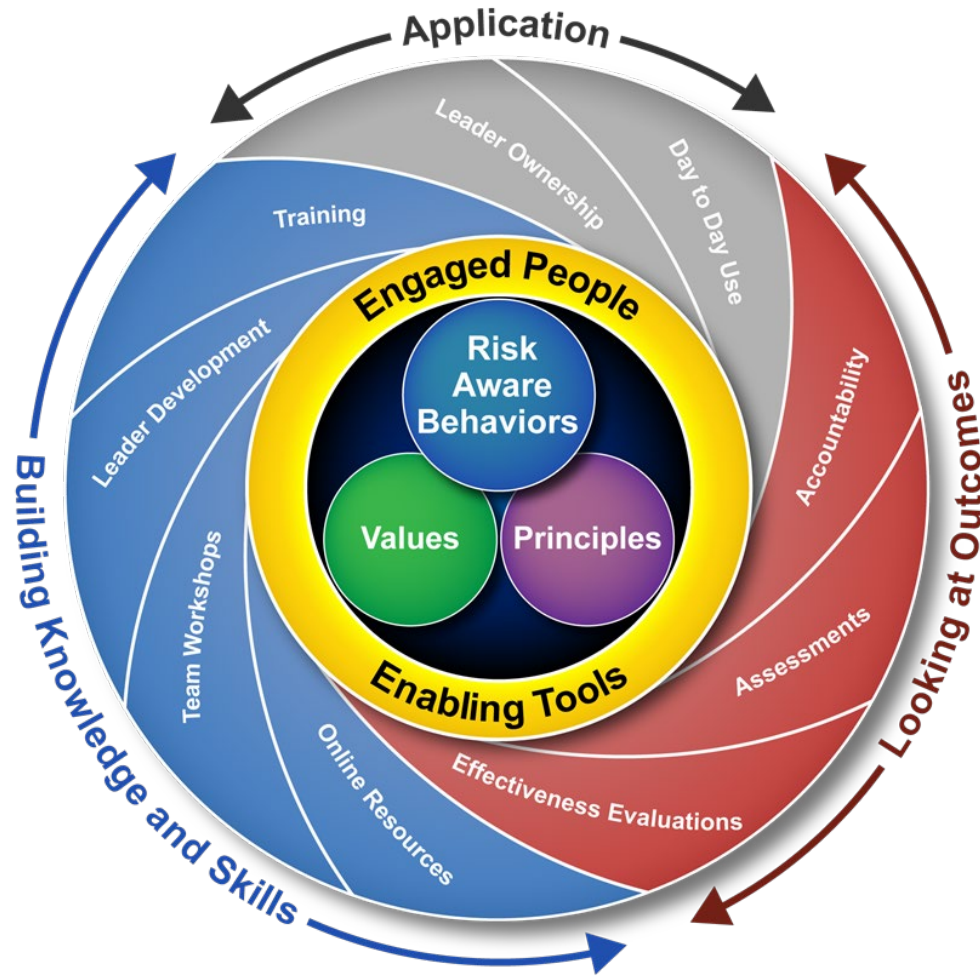 Application
Leader Ownership
Day to Day Use
Training
Leader Development
Team Workshops
Online Resources
Building Knowledge and Skills
Accountability
Assessments
Effectiveness Evaluations
Looking at Outcomes
Engaged People
Risk
Aware
Behaviors
Values
Principles
Enabling Tools